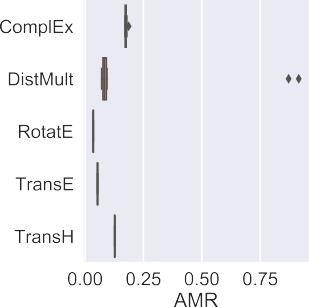 ComplEx
DistMult
RotatE
TransE
TransH
0.00 0.25 0.50 0.75
AMR